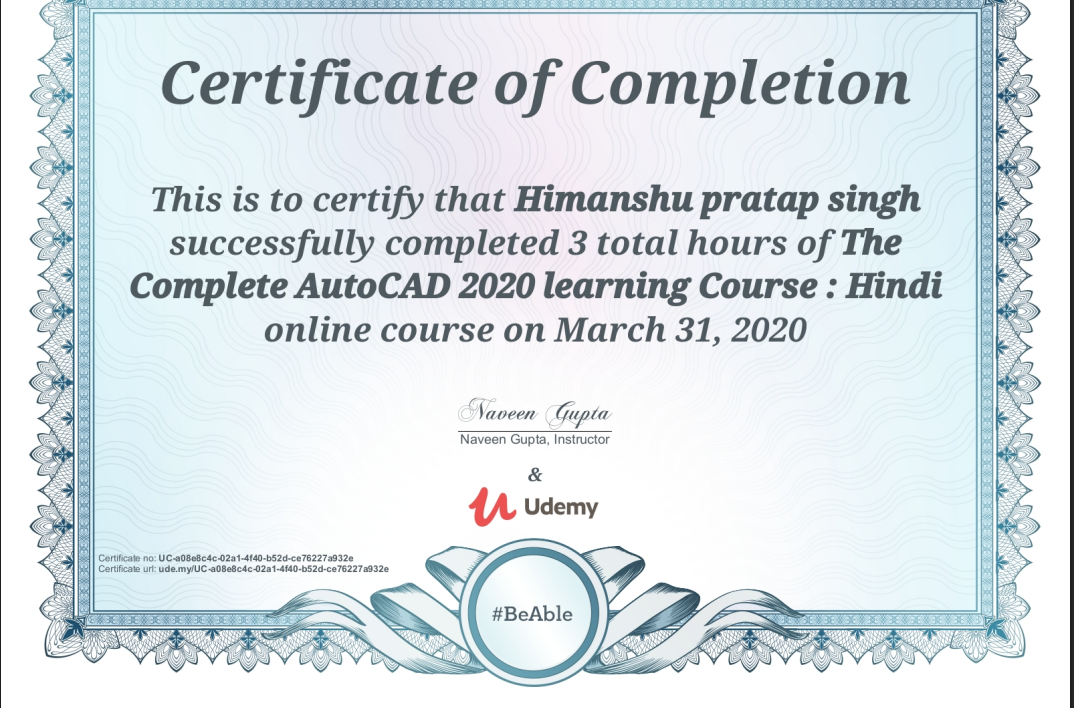 Certificate of Completion
This is to certify that Himanshu pratap singh
successfully completed 3 total hours of The
Complete AutoCAD 2020 learning Course : Hindi
online course on March 31, 2020
Naveen Gupta
Naveen Gupta, Instructor
&
Udemy
Certificate no: UC-a08e8c4c-02a1-4f40-b52d-ce76227a932e
Certificate url: ude.my/UC-a08e8c4c-02a1-4f40-b52d-ce76227a932e
#BeAble